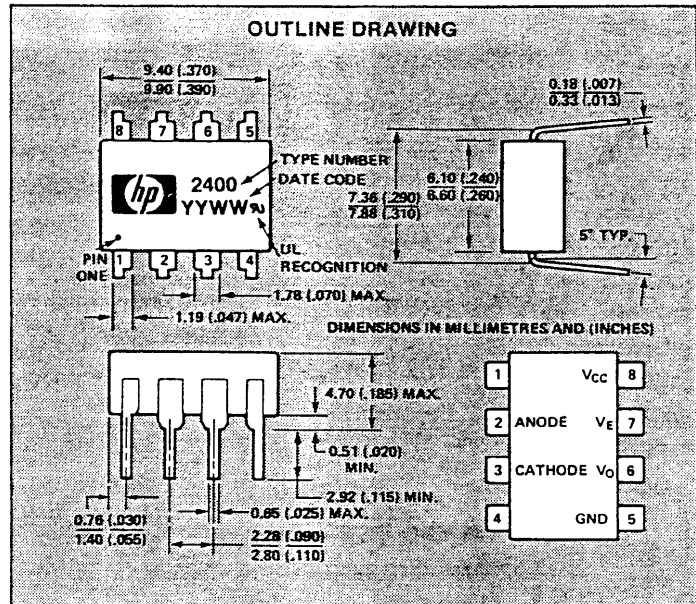 OUTLINE DRAWING
9.40 (.370)
9.90 (.390)
8 7 6 5
hp
2400
YYWW
TYPE NUMBER
DATE CODE
UL
RECOGNITION
PIN
ONE
1 2 3 4
1.78 (.070) MAX.
1.19 (.047) MAX.
0.18 (.007)
0.33 (.013)
7.36 (.290)
7.88 (.310)
6.10 (.240)
6.60 (.260)
5° TYP.
DIMENSIONS IN MILLIMETRES AND (INCHES)
4.70 (.185) MAX.
0.51 (.020)
MIN.
2.92 (.115) MIN.
0.76 (.030)
1.40 (.055)
0.65 (.025) MAX.
2.28 (.090)
2.80 (.110)
1 VCC 8
2 ANODE VE 7
3 CATHODE VO 6
4 GND 5